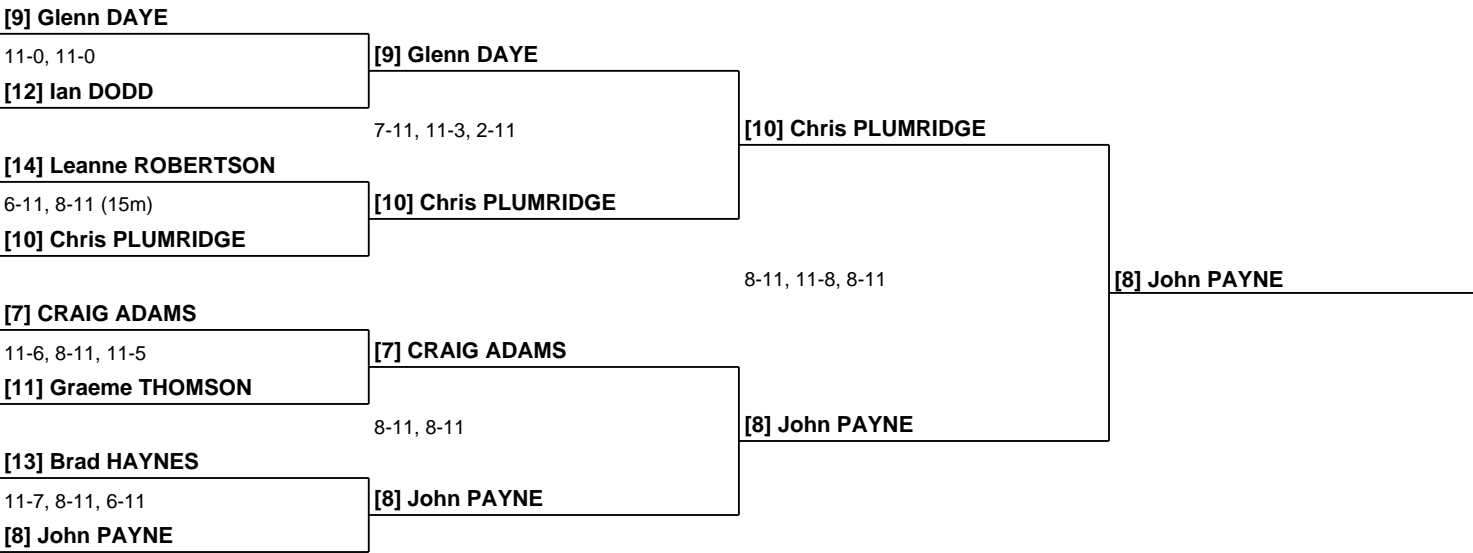 [9] Glenn DAYE
11-0, 11-0
[9] Glenn DAYE
[12] Ian DODD
7-11, 11-3, 2-11
[10] Chris PLUMRIDGE
[14] Leanne ROBERTSON
6-11, 8-11 (15m)
[10] Chris PLUMRIDGE
[10] Chris PLUMRIDGE
8-11, 11-8, 8-11
[8] John PAYNE
[7] CRAIG ADAMS
11-6, 8-11, 11-5
[7] CRAIG ADAMS
[11] Graeme THOMSON
8-11, 8-11
[8] John PAYNE
[13] Brad HAYNES
11-7, 8-11, 6-11
[8] John PAYNE
[8] John PAYNE